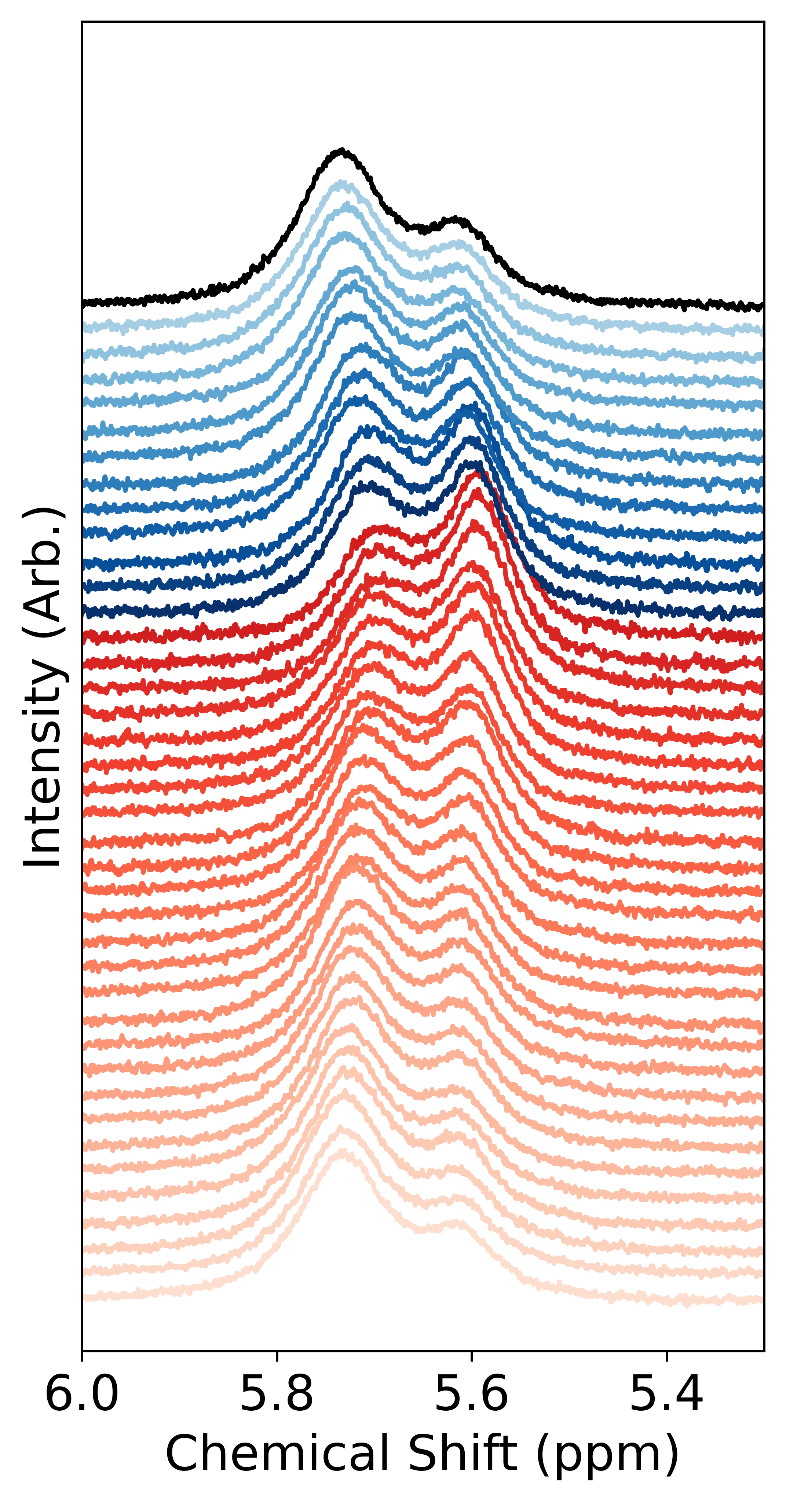 Intensity (Arb.)
6.0 5.8 5.6 5.4
Chemical Shift (ppm)